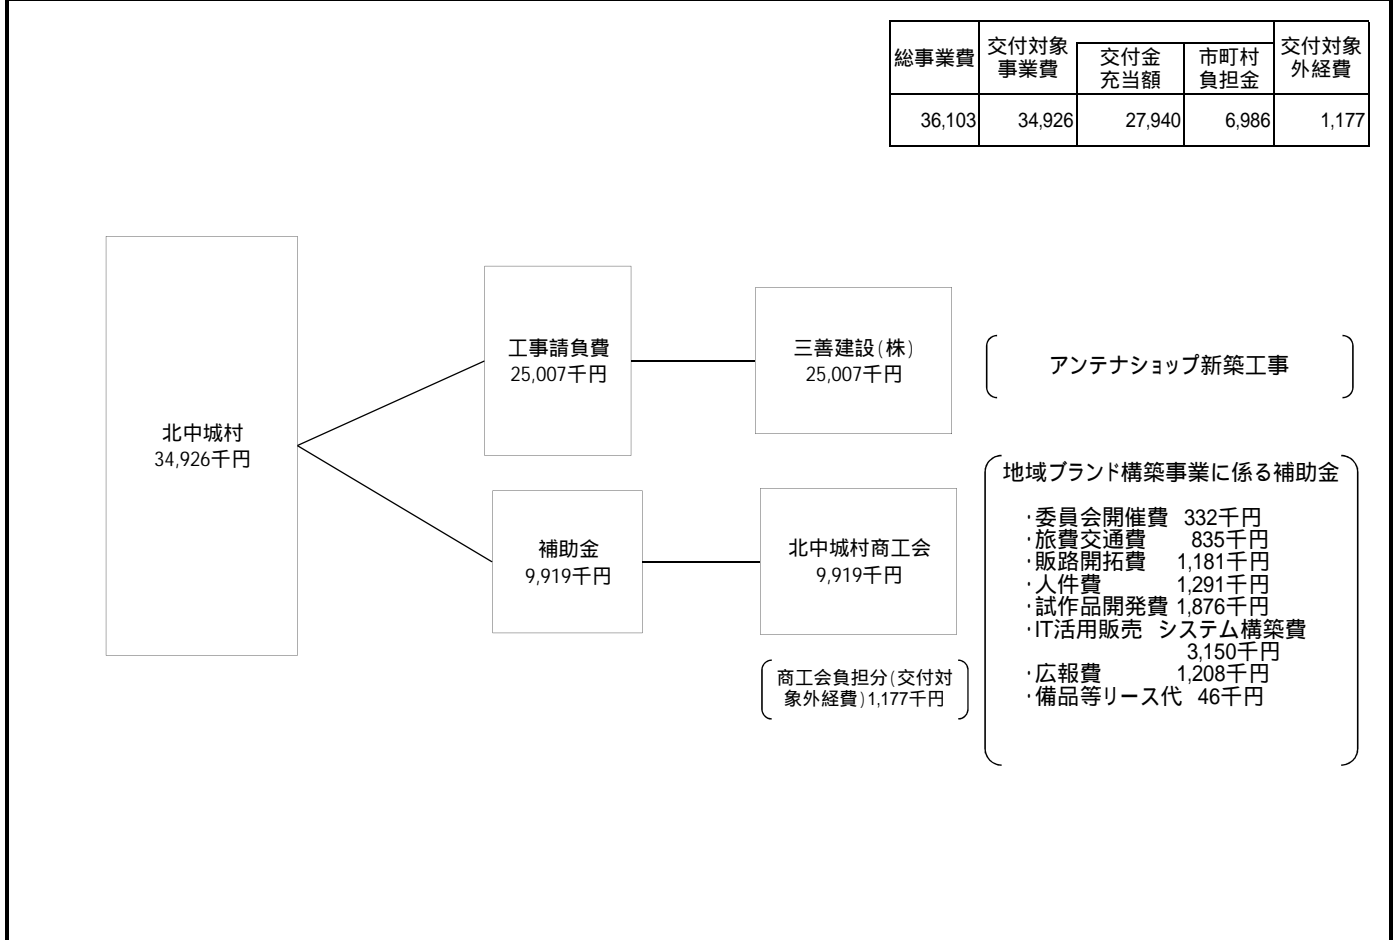 総事業費
交付対象
事業費
交付金
充当額
市町村
負担金
交付対象
外経費
36,103 34,926 27,940 6,986 1,177
北中城村
34,926千円
工事請負費
25,007千円
三善建設(株)
25,007千円
アンテナショップ新築工事
補助金
9,919千円
北中城村商工会
9,919千円
商工会負担分(交付対
象外経費)1,177千円
地域ブランド構築事業に係る補助金
・委員会開催費 332千円
・旅費交通費 835千円
・販路開拓費 1,181千円
・人件費 1,291千円
・試作品開発費 1,876千円
・IT活用販売 システム構築費
3,150千円
・広報費 1,208千円
・備品等リース代 46千円